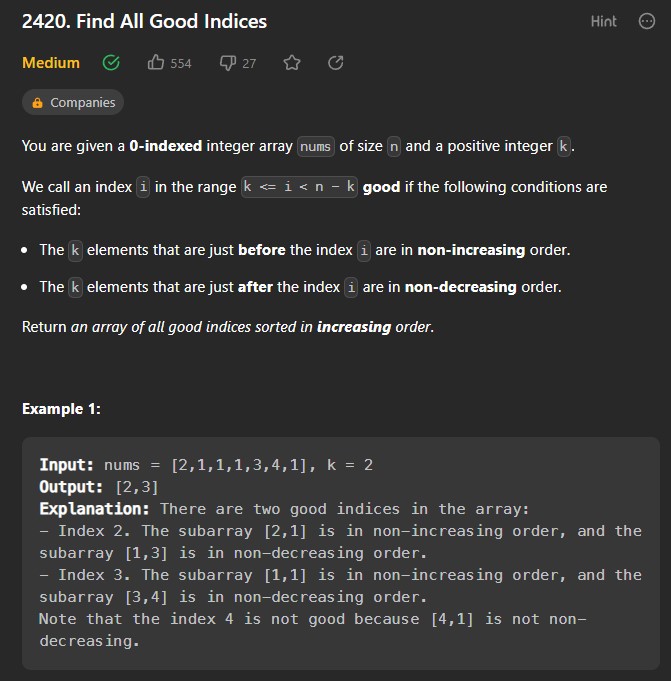 2420. Find All Good Indices
Hint
Medium 554 27
Companies
You are given a 0-indexed integer array nums of size n and a positive integer k.
We call an index i in the range k <= i < n - k good if the following conditions are
satisfied:
• The k elements that are just before the index i are in non-increasing order.
• The k elements that are just after the index i are in non-decreasing order.
Return an array of all good indices sorted in increasing order.
Example 1:
Input: nums = [2,1,1,1,3,4,1], k = 2
Output: [2,3]
Explanation: There are two good indices in the array:
- Index 2. The subarray [2,1] is in non-increasing order, and the
subarray [1,3] is in non-decreasing order.
- Index 3. The subarray [1,1] is in non-increasing order, and the
subarray [3,4] is in non-decreasing order.
Note that the index 4 is not good because [4,1] is not non-
decreasing.